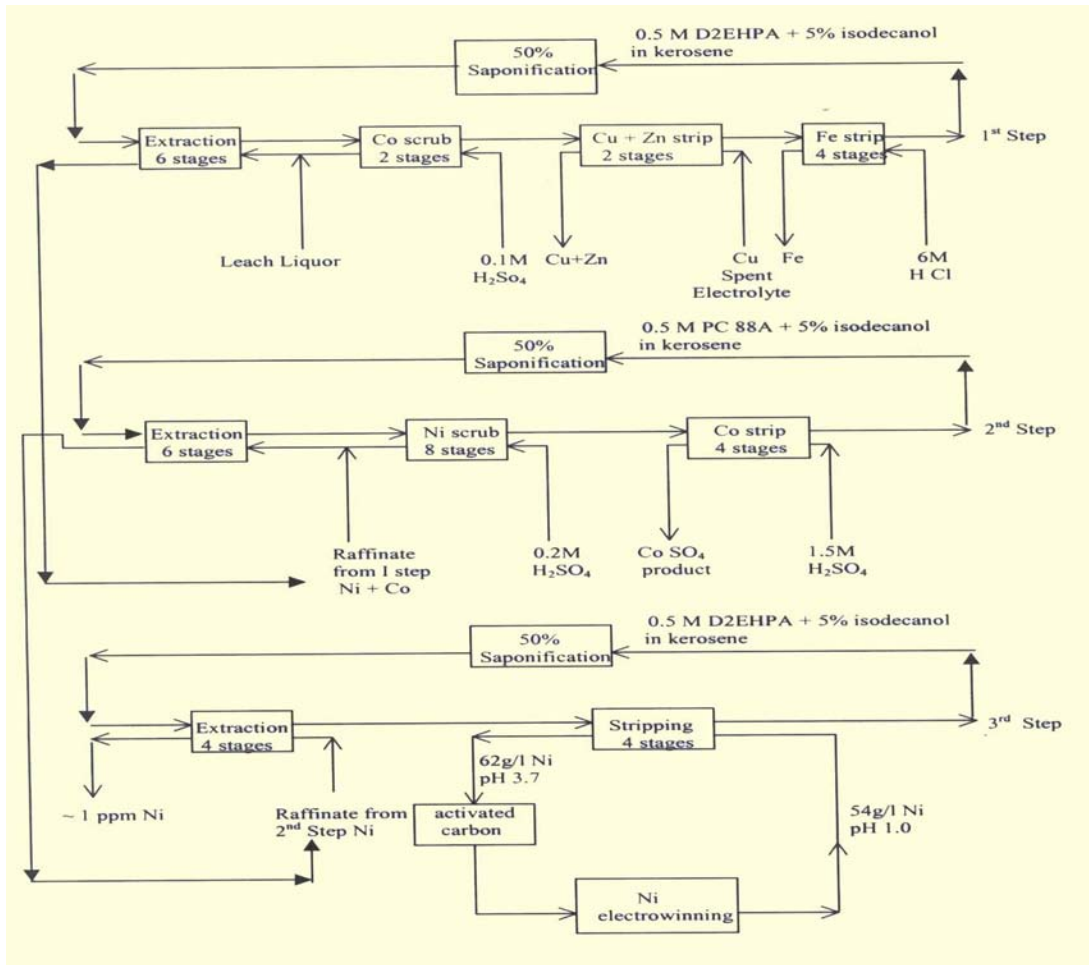 0.5 M D2EHPA + 5% isodecanol
in kerosene
50%
Saponification
Extraction
6 stages
Co scrub
2 stages
Cu + Zn strip
2 stages
Fe strip
4 stages
1st Step
Leach Liquor
0.1M
H2So4
Cu+Zn
Cu
Spent
Electrolyte
Fe
6M
H Cl
0.5 M PC 88A + 5% isodecanol
in kerosene
50%
Saponification
Extraction
6 stages
Ni scrub
8 stages
Co strip
4 stages
2nd Step
Raffinate
from I step
Ni + Co
0.2M
H2SO4
Co SO4
product
1.5M
H2SO4
0.5 M D2EHPA + 5% isodecanol
in kerosene
50%
Saponification
Extraction
4 stages
Stripping
4 stages
3rd Step
62g/l Ni
pH 3.7
~ 1 ppm Ni
Raffinate from
2nd Step Ni
activated
carbon
54g/l Ni
pH 1.0
Ni
electrowinning